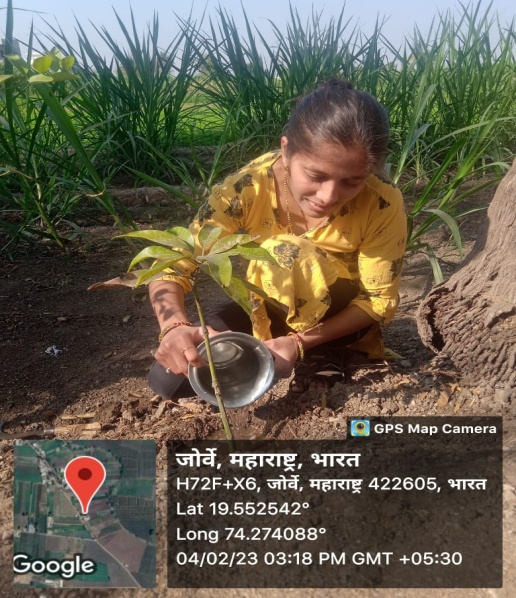 GPS Map Camera
जोर्वे, महाराष्ट्र, भारत
H72F+X6, जोर्वे, महाराष्ट्र 422605, भारत
Lat 19.552542°
Long 74.274088°
04/02/23 03:18 PM GMT +05:30
Google